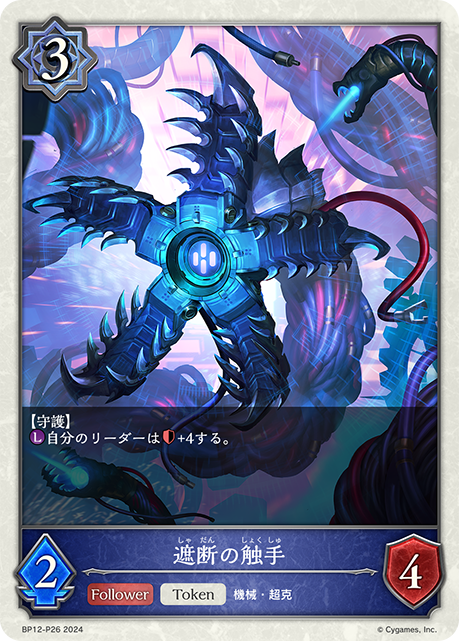 3
【守護】
L 自分のリーダーは+4する。
しゃ だん しょく しゅ
遮断の触手
2
Follower
Token
機械・超克
4
BP12-P26 2024
© Cygames, Inc.